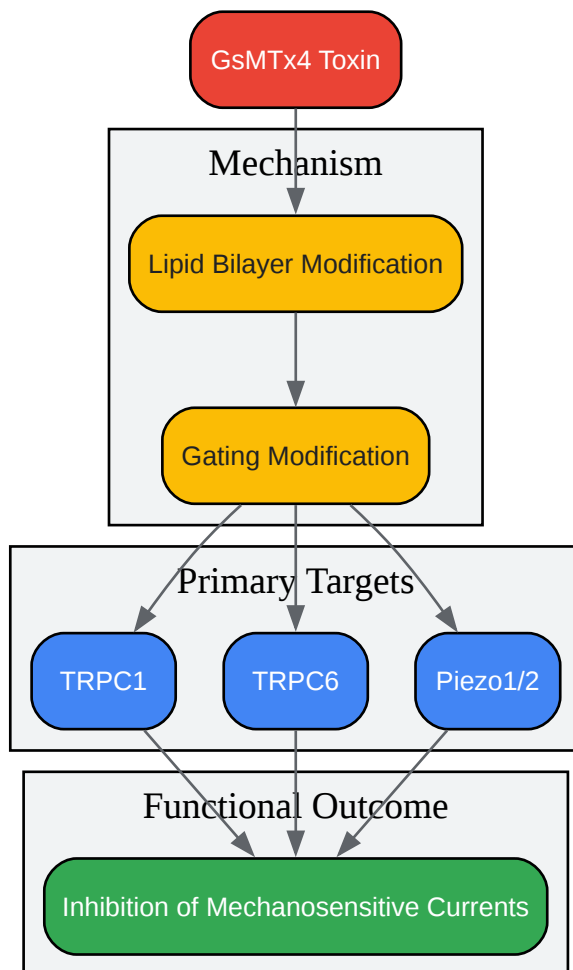 GsMTx4 Toxin
Mechanism
Lipid Bilayer Modification
Gating Modification
Primary Targets
TRPC1
TRPC6
Piezo1/2
Functional Outcome
Inhibition of Mechanosensitive Currents